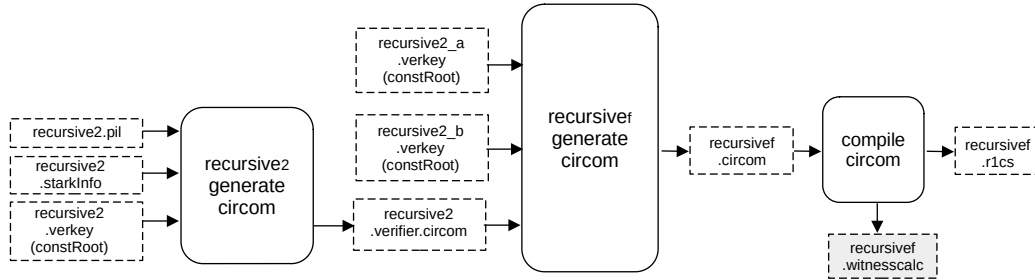 recursive2.pil
recursive2
.starkInfo
recursive2
.verkey
(constRoot)
recursive2
generate
circom
recursive2_a
.verkey
(constRoot)
recursive2_b
.verkey
(constRoot)
recursive2
.verifier.circom
recursivef
generate
circom
recursivef
.circom
compile
circom
recursivef
.r1cs
recursivef
.witnesscalc